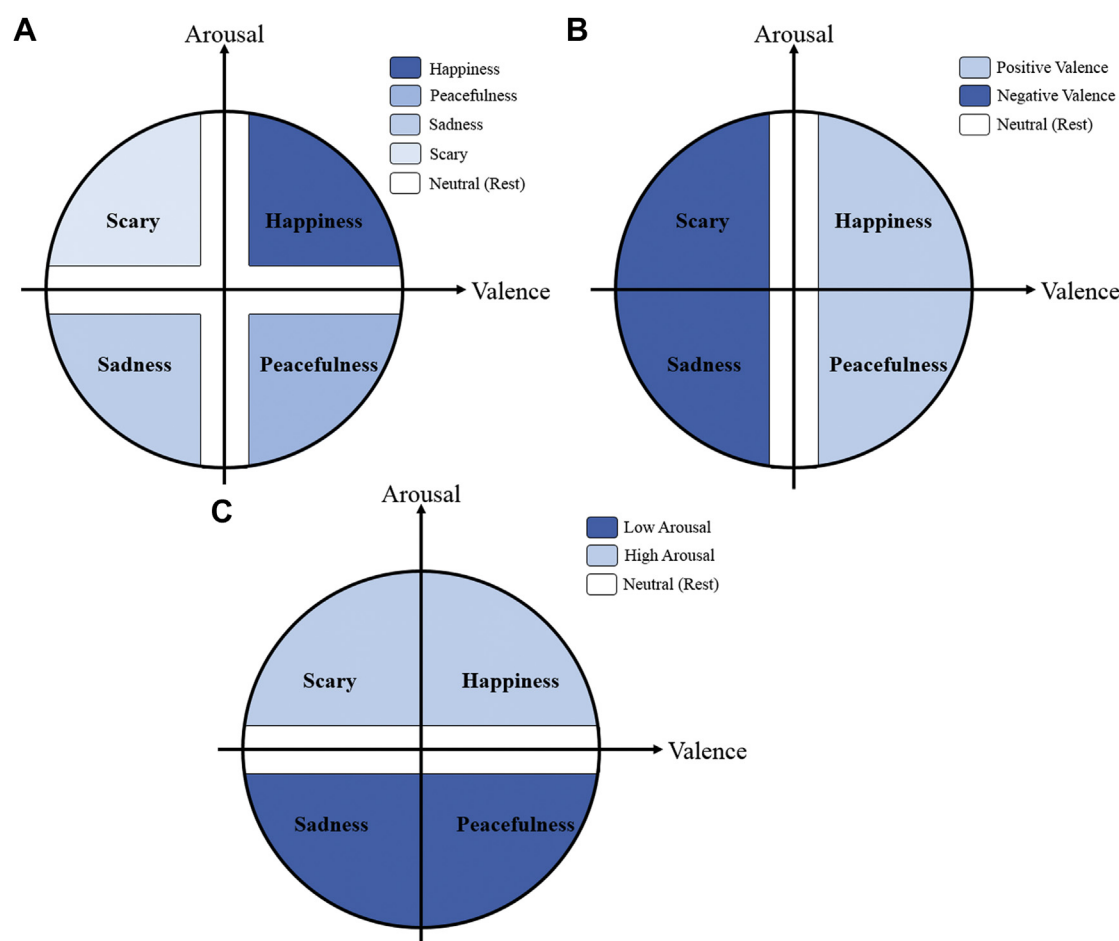 A
Arousal
Happiness
Peacefulness
Sadness
Scary
Neutral (Rest)
Scary
Happiness
Valence
Sadness
Peacefulness
B
Arousal
Positive Valence
Negative Valence
Neutral (Rest)
Scary
Happiness
Valence
Sadness
Peacefulness
C
Arousal
Low Arousal
High Arousal
Neutral (Rest)
Scary
Happiness
Valence
Sadness
Peacefulness